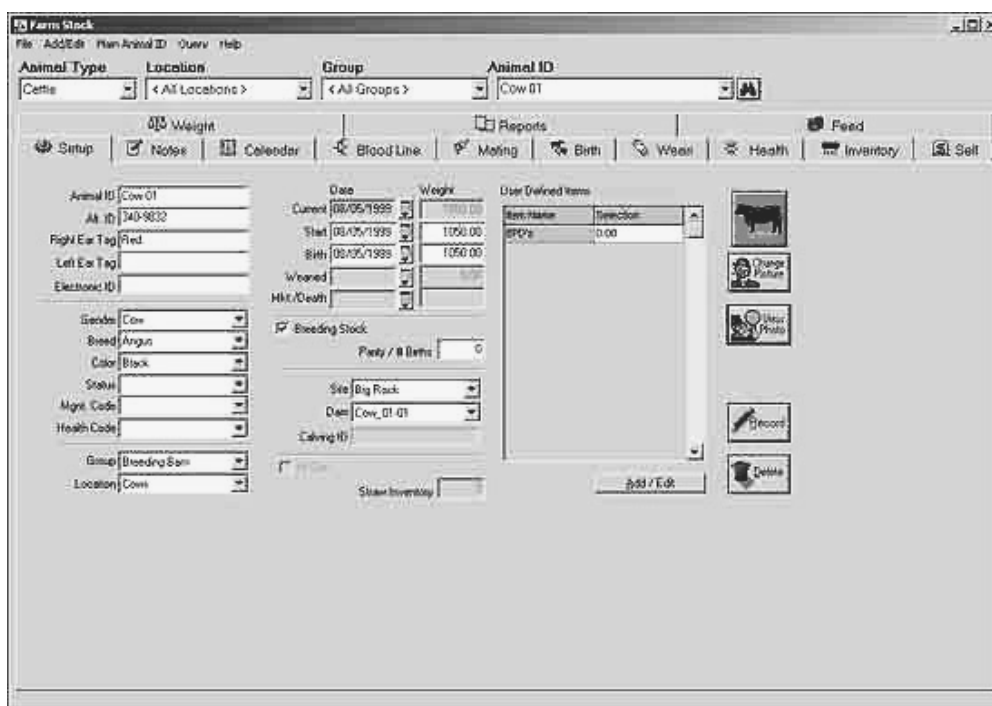 Farm Stock
File Add/Edit Main Animal ID Query Help
Animal Type Location Group Animal ID
Cattle < All Locations > < All Groups > Cow 01
Weight Reports Feed
Setup Notes Calendar Blood Line Mating Birth Wean Health Inventory Sell
Date Weight User Defined Items
Animal ID Cow-01
Current 08/05/1999 1050.00
Item Name Selection
Alt. ID 340-9832
Start 08/05/1999 1050.00
EPD's 0.00
Right Ear Tag Red
Birth 08/05/1999 1050.00
Left Ear Tag
Weaned
Electronic ID
Mkt./Death
Change Picture
Gender Cow
Breeding Stock
View Photo
Breed Angus
Parity / # Births 0
Color Black
Status
Sire Big Rock
Mgnt. Code
Dam Cow_01-01
Health Code
Calving ID
Record
Group Breeding Barn
Location Cows
Straw Inventory
Add / Edit
Delete